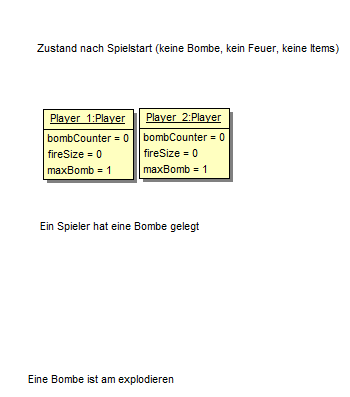 Zustand nach Spielstart (keine Bombe, kein Feuer, keine Items)
Player_1:Player
bombCounter = 0
fireSize = 0
maxBomb = 1
Player_2:Player
bombCounter = 0
fireSize = 0
maxBomb = 1
Ein Spieler hat eine Bombe gelegt
Eine Bombe ist am explodieren